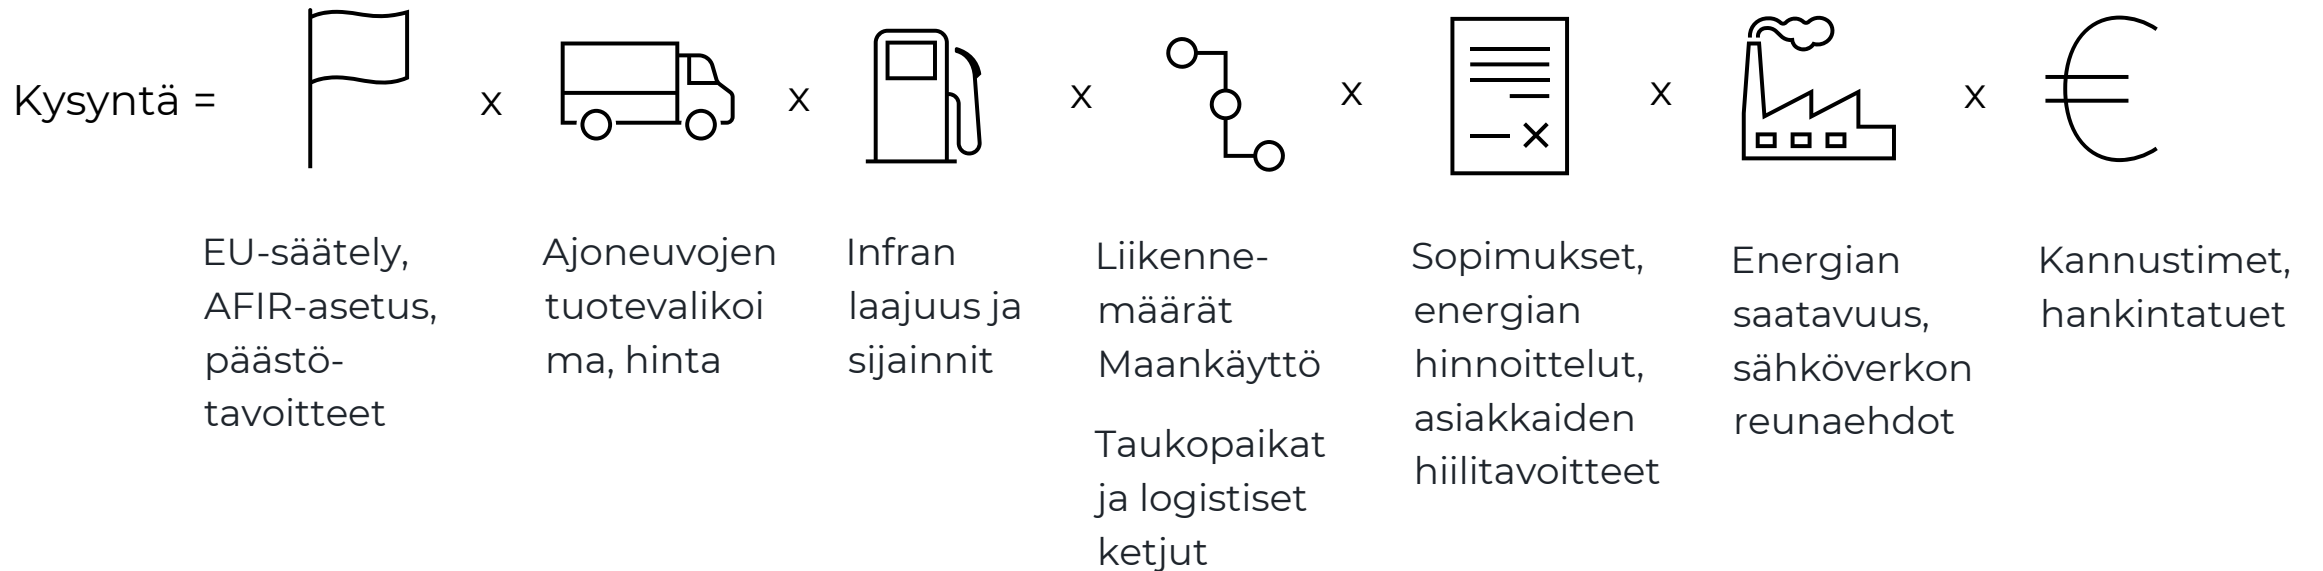 Kysyntä =
x
x
x
x
x
x
EU-säätely,
AFIR-asetus,
päästö-
tavoitteet
Ajoneuvojen
tuotevalikoi
ma, hinta
Infran
laajuus ja
sijainnit
Liikenne-
määrät
Maankäyttö
Taukopaikat
ja logistiset
ketjut
Sopimukset,
energian
hinnoittelut,
asiakkaiden
hiilitavoitteet
Energian
saatavuus,
sähköverkon
reunaehdot
Kannustimet,
hankintatuet